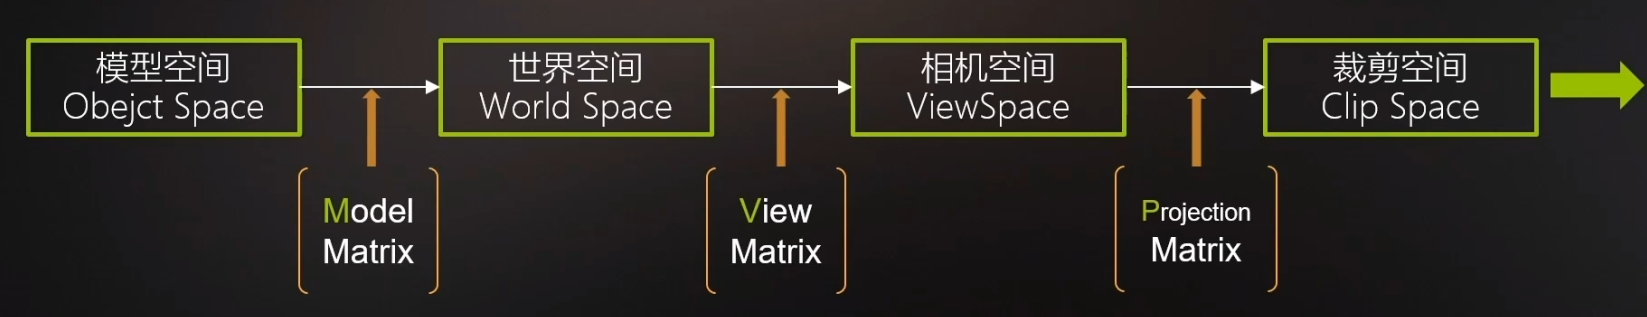 模型空间
Obejct Space
世界空间
World Space
相机空间
ViewSpace
裁剪空间
Clip Space
Model
Matrix
View
Matrix
Projection
Matrix